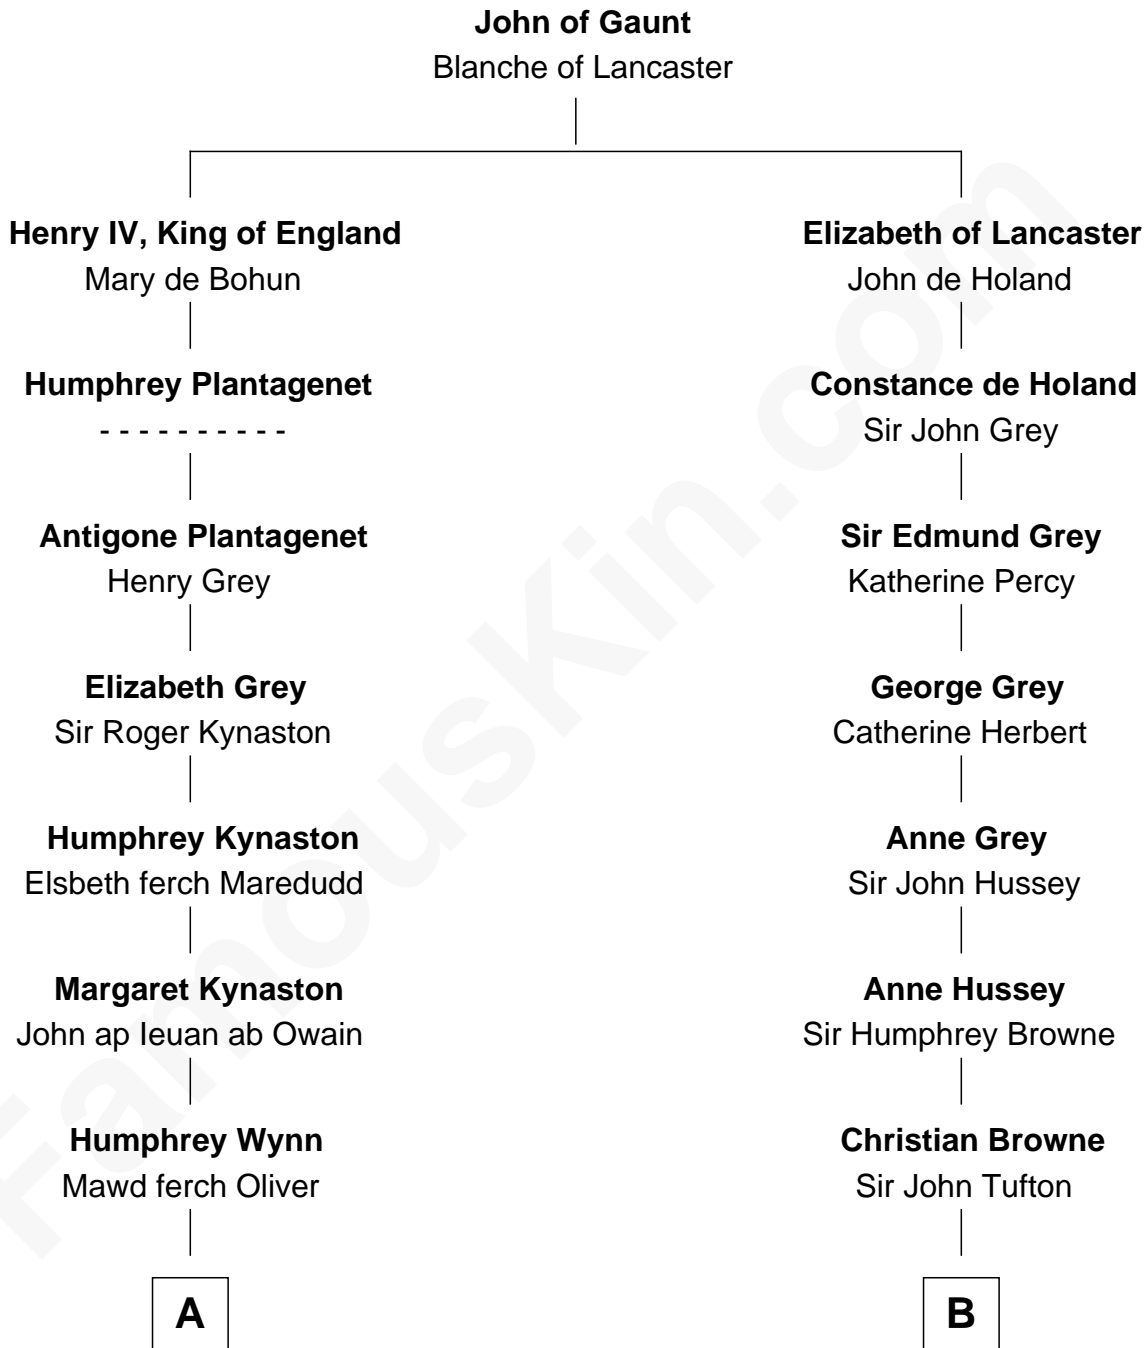 John of Gaunt
Blanche of Lancaster
Henry IV, King of England
Mary de Bohun
Humphrey Plantagenet
- - - - - - - - - -
Antigone Plantagenet
Henry Grey
Elizabeth Grey
Sir Roger Kynaston
Humphrey Kynaston
Elsbeth ferch Maredudd
Margaret Kynaston
John ap Ieuan ab Owain
Humphrey Wynn
Mawd ferch Oliver
A
Elizabeth of Lancaster
John de Holand
Constance de Holand
Sir John Grey
Sir Edmund Grey
Katherine Percy
George Grey
Catherine Herbert
Anne Grey
Sir John Hussey
Anne Hussey
Sir Humphrey Browne
Christian Browne
Sir John Tufton
B
FamousKin.com